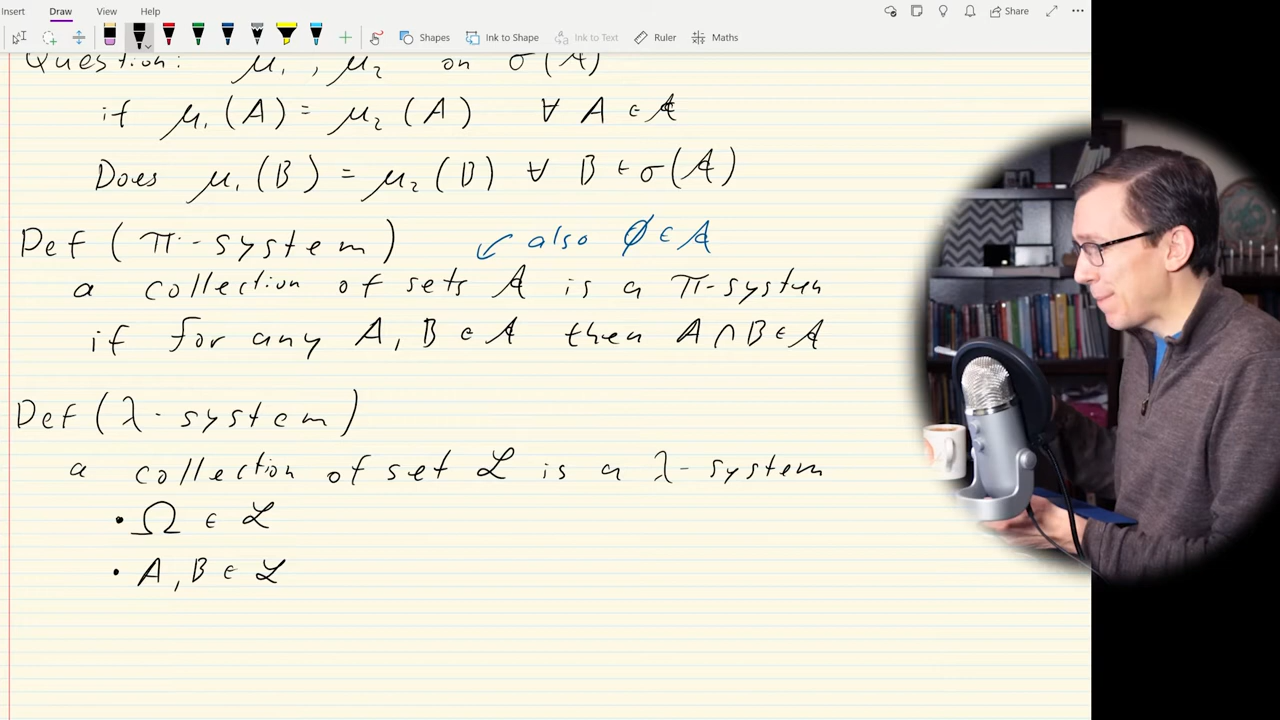 Insert Draw View Help Share
Shapes Ink to Shape Ink to Text Ruler Maths
Question: μ₁, μ₂ on σ(𝒜)
if μ₁(A) = μ₂(A) ∀ A ∈ 𝒜
Does μ₁(B) = μ₂(B) ∀ B ∈ σ(𝒜)
Def (π-system) ↙ also ∅ ∈ 𝒜
a collection of sets 𝒜 is a π-system
if for any A, B ∈ 𝒜 then A ∩ B ∈ 𝒜
Def (λ-system)
a collection of set ℒ is a λ-system
• Ω ∈ ℒ
• A, B ∈ ℒ